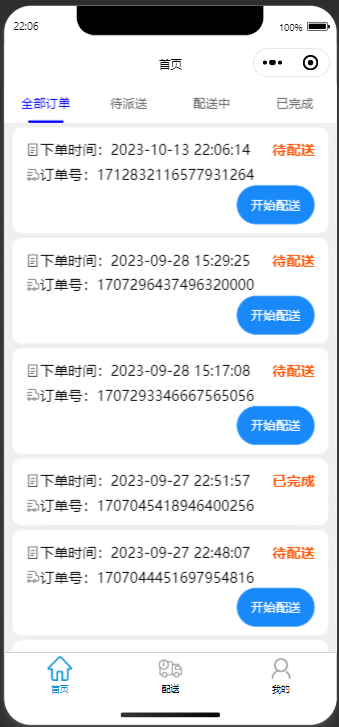 22:06
100%
首页
全部订单 待派送 配送中 已完成
下单时间：2023-10-13 22:06:14 待配送
订单号：1712832116577931264
开始配送
下单时间：2023-09-28 15:29:25 待配送
订单号：1707296437496320000
开始配送
下单时间：2023-09-28 15:17:08 待配送
订单号：1707293346667565056
开始配送
下单时间：2023-09-27 22:51:57 已完成
订单号：1707045418946400256
下单时间：2023-09-27 22:48:07 待配送
订单号：1707044451697954816
开始配送
首页 配送 我的